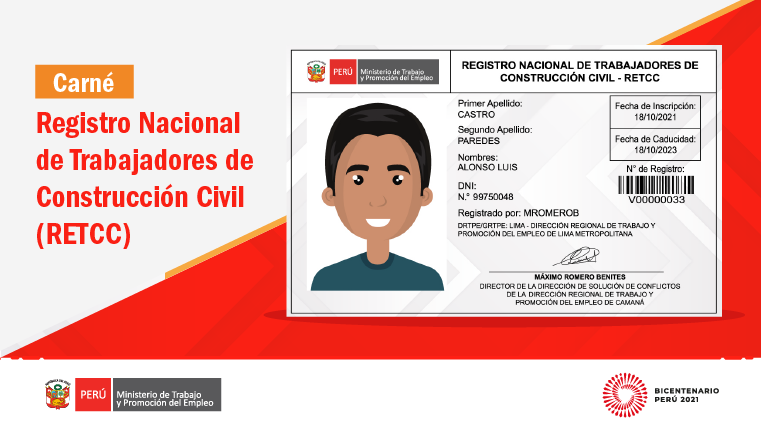 Carné
Registro Nacional
de Trabajadores de
Construcción Civil
(RETCC)
PERÚ
Ministerio de Trabajo
y Promoción del Empleo
REGISTRO NACIONAL DE TRABAJADORES DE
CONSTRUCCIÓN CIVIL - RETCC
Primer Apellido:
CASTRO
Segundo Apellido:
PAREDES
Nombres:
ALONSO LUIS
DNI:
N.° 99750048
Registrado por: MROMEROB
DRTPE/GRTPE: LIMA - DIRECCIÓN REGIONAL DE TRABAJO Y
PROMOCIÓN DEL EMPLEO DE LIMA METROPOLITANA
Fecha de Inscripción:
18/10/2021
Fecha de Caducidad:
18/10/2023
N° de Registro:
V00000033
MÁXIMO ROMERO BENITES
DIRECTOR DE LA DIRECCIÓN DE SOLUCIÓN DE CONFLICTOS
DE LA DIRECCIÓN REGIONAL DE TRABAJO Y
PROMOCIÓN DEL EMPLEO DE CAMANÁ
PERÚ
Ministerio de Trabajo
y Promoción del Empleo
BICENTENARIO
PERÚ 2021